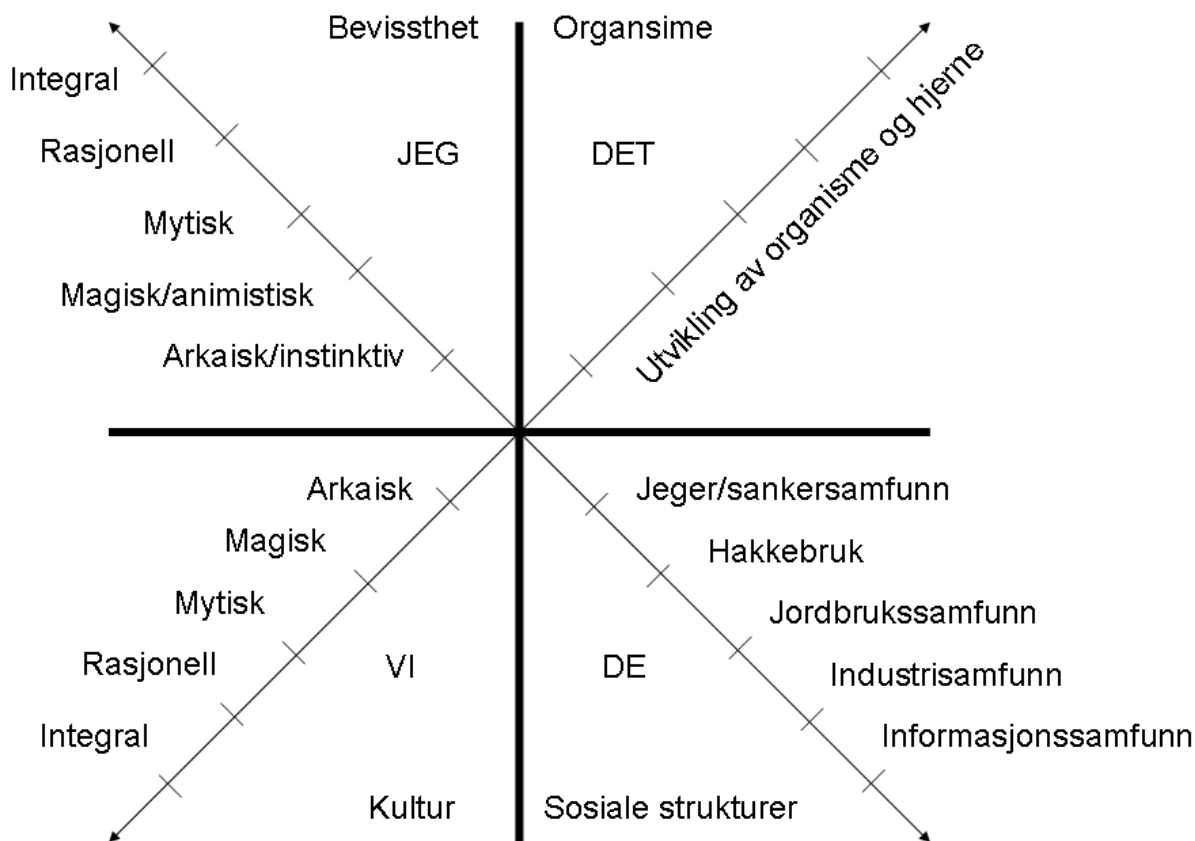 Bevissthet
Organsime
Integral
Rasjonell
Mytisk
Magisk/animistisk
Arkaisk/instinktiv
JEG
DET
Utvikling av organisme og hjerne
Arkaisk
Magisk
Mytisk
Rasjonell
Integral
VI
Kultur
Jeger/sankersamfunn
Hakkebruk
Jordbrukssamfunn
Industrisamfunn
Informasjonssamfunn
DE
Sosiale strukturer